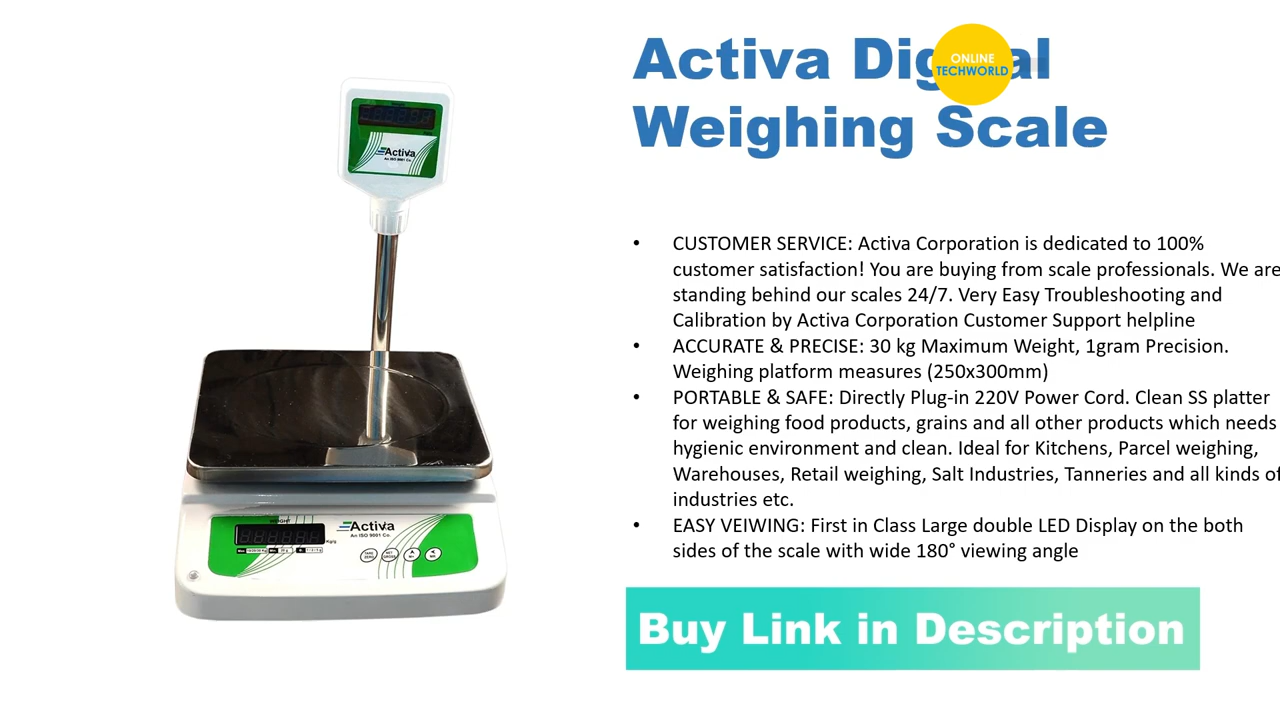 Activa Digital
ONLINE
TECHWORLD
Weighing Scale
• CUSTOMER SERVICE: Activa Corporation is dedicated to 100%
customer satisfaction! You are buying from scale professionals. We are
standing behind our scales 24/7. Very Easy Troubleshooting and
Calibration by Activa Corporation Customer Support helpline
• ACCURATE & PRECISE: 30 kg Maximum Weight, 1gram Precision.
Weighing platform measures (250x300mm)
• PORTABLE & SAFE: Directly Plug-in 220V Power Cord. Clean SS platter
for weighing food products, grains and all other products which needs
hygienic environment and clean. Ideal for Kitchens, Parcel weighing,
Warehouses, Retail weighing, Salt Industries, Tanneries and all kinds of
industries etc.
• EASY VEIWING: First in Class Large double LED Display on the both
sides of the scale with wide 180° viewing angle
Buy Link in Description
Activa
An ISO 9001 Co.
WEIGHT
Activa
An ISO 9001 Co.